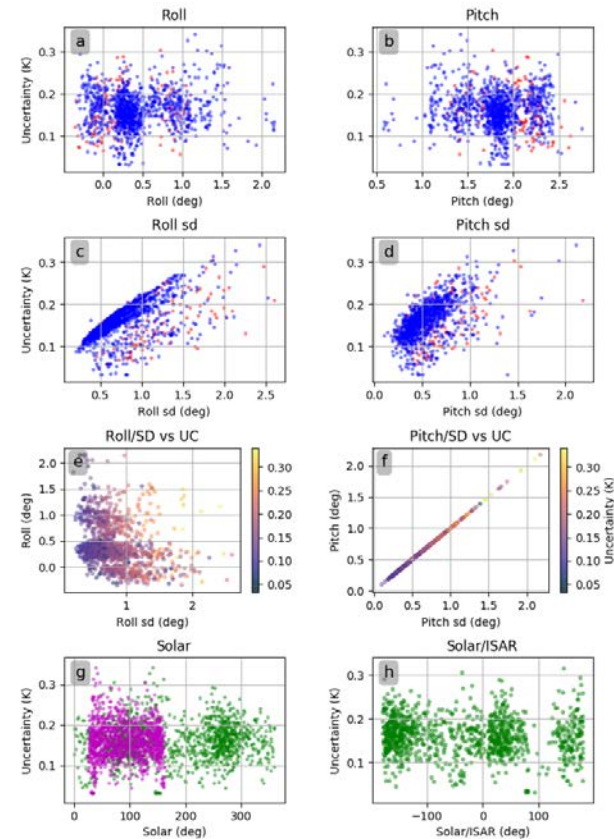 Roll
a
Uncertainty (K)
0.3
0.2
0.1
0.0 0.5 1.0 1.5 2.0
Roll (deg)
Pitch
b
0.3
0.2
0.1
0.5 1.0 1.5 2.0 2.5
Pitch (deg)
Roll sd
c
Uncertainty (K)
0.3
0.2
0.1
0.5 1.0 1.5 2.0 2.5
Roll sd (deg)
Pitch sd
d
0.3
0.2
0.1
0.0 0.5 1.0 1.5 2.0
Pitch sd (deg)
Roll/SD vs UC
e
Roll (deg)
2.0
1.5
1.0
0.5
0.0
1 2
Roll sd (deg)
0.30
0.25
0.20
0.15
0.10
0.05
Pitch/SD vs UC
f
Pitch (deg)
2.0
1.5
1.0
0.5
0.0
0.0 0.5 1.0 1.5 2.0
Pitch sd (deg)
0.30
0.25
0.20
0.15
0.10
0.05
Uncertainty (K)
Solar
g
Uncertainty (K)
0.3
0.2
0.1
0 100 200 300
Solar (deg)
Solar/ISAR
h
0.3
0.2
0.1
−100 0 100
Solar/ISAR (deg)